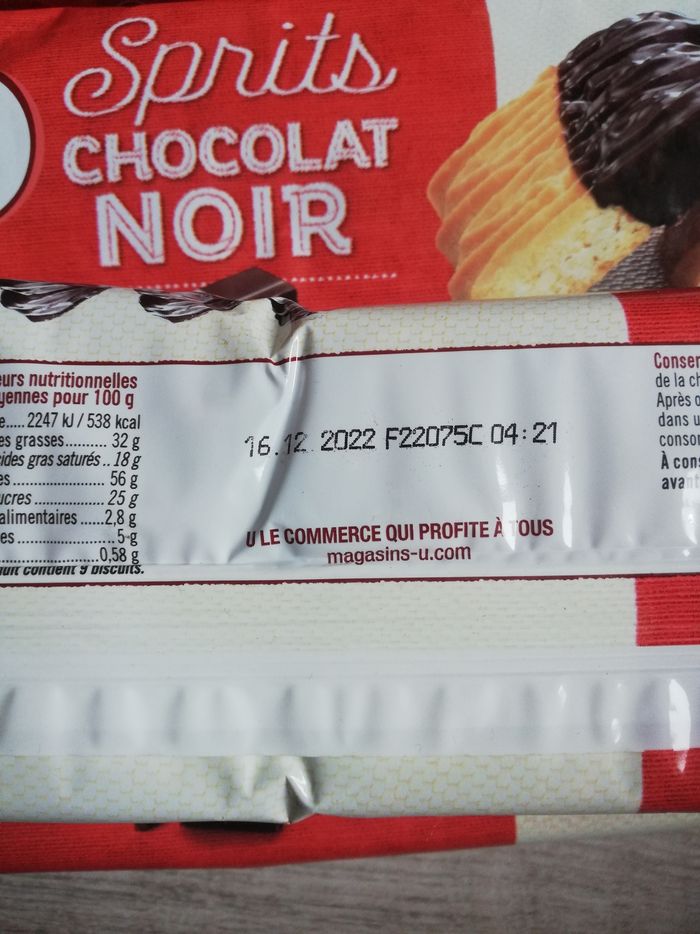 Sprits
CHOCOLAT
NOIR
eurs nutritionnelles
yennes pour 100 g
e..... 2247 kJ / 538 kcal
es grasses.......... 32 g
ides gras saturés .. 18 g
es..................... 56 g
ucres ................. 25 g
alimentaires ......2,8 g
es .......................5 g
.......................0,58 g
uit contient 9 biscuits.
16.12.2022 F22075C 04:21
U LE COMMERCE QUI PROFITE À TOUS
magasins-u.com
Conser
de la ch
Après o
dans u
conso
À cons
avant